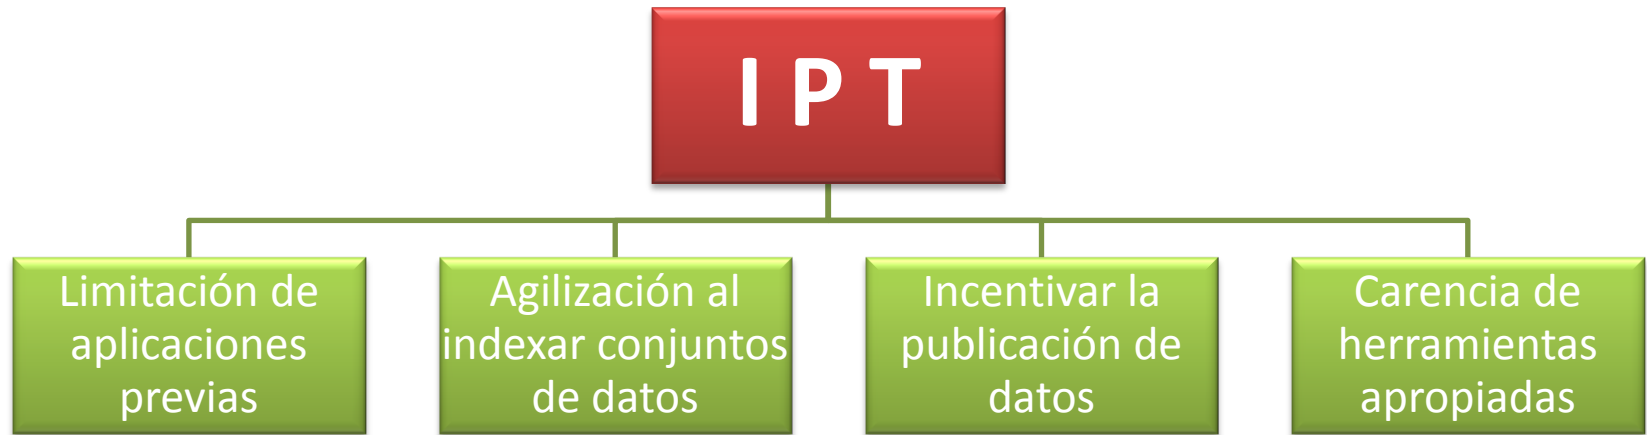 I P T
Limitación de
aplicaciones
previas
Agilización al
indexar conjuntos
de datos
Incentivar la
publicación de
datos
Carencia de
herramientas
apropiadas